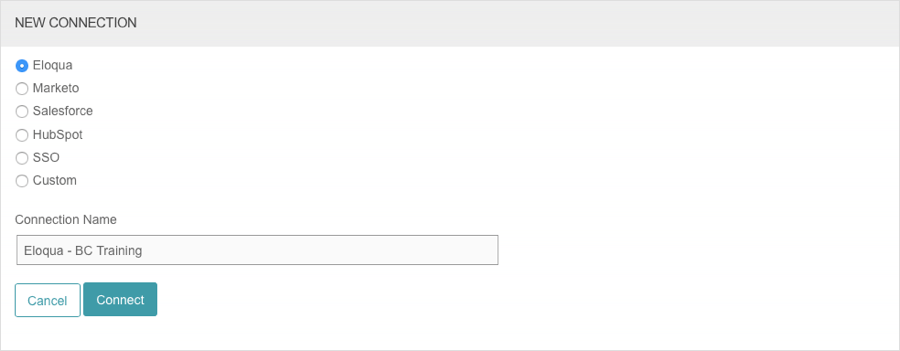 NEW CONNECTION
Eloqua
Marketo
Salesforce
HubSpot
SSO
Custom
Connection Name
Eloqua - BC Training
Cancel Connect